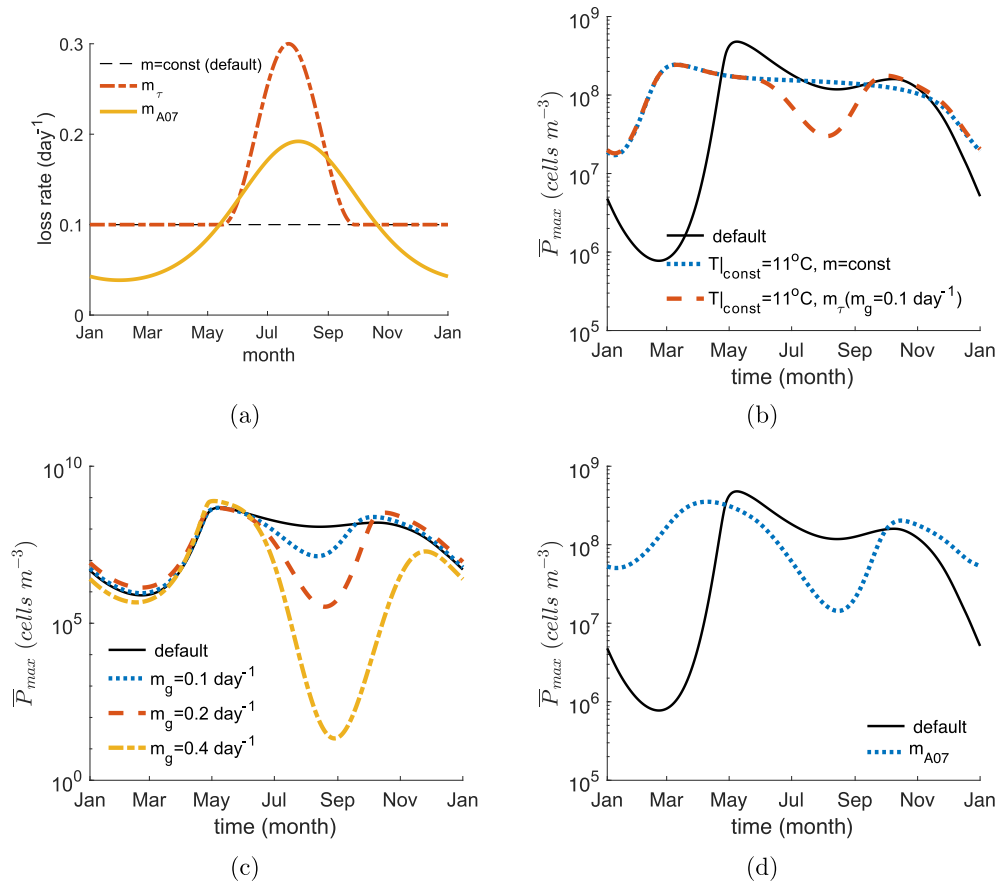 0.3
m=const (default)
m_τ
m_A07
0.2
0.1
0
loss rate (day⁻¹)
Jan Mar May Jul Sep Nov Jan
month
(a)
10⁹
10⁸
10⁷
10⁶
10⁵
P̅_max (cells m⁻³)
default
T|_const=11°C, m=const
T|_const=11°C, m_τ(m_g=0.1 day⁻¹)
Jan Mar May Jul Sep Nov Jan
time (month)
(b)
10¹⁰
10⁵
10⁰
P̅_max (cells m⁻³)
default
m_g=0.1 day⁻¹
m_g=0.2 day⁻¹
m_g=0.4 day⁻¹
Jan Mar May Jul Sep Nov Jan
time (month)
(c)
10⁹
10⁸
10⁷
10⁶
10⁵
P̅_max (cells m⁻³)
default
m_A07
Jan Mar May Jul Sep Nov Jan
time (month)
(d)